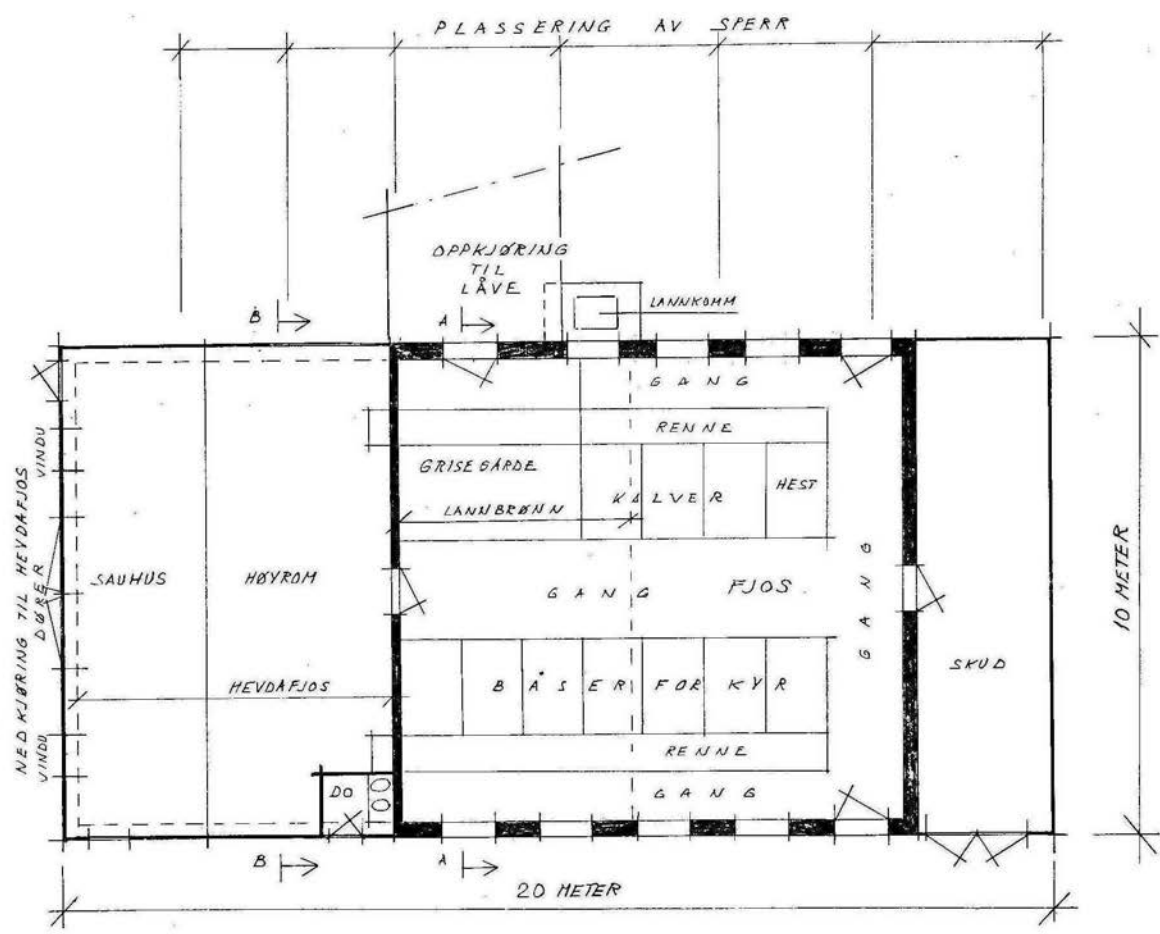 PLASSERING AV SPERR
OPPKJØRING
TIL
LÅVE
LANNKOMM
B
A
GANG
RENNE
GRISEGÅRDE
KALVER
HEST
LANNBRØNN
NEDKJØRING TIL HEVDAFJOS
VINDU
DØRER
VINDU
SAUHUS
HØYROM
GANG
FJOS
GANG
SKUD
10 METER
HEVDAFJOS
BÅSER FOR KYR
RENNE
DO
GANG
B
A
20 METER